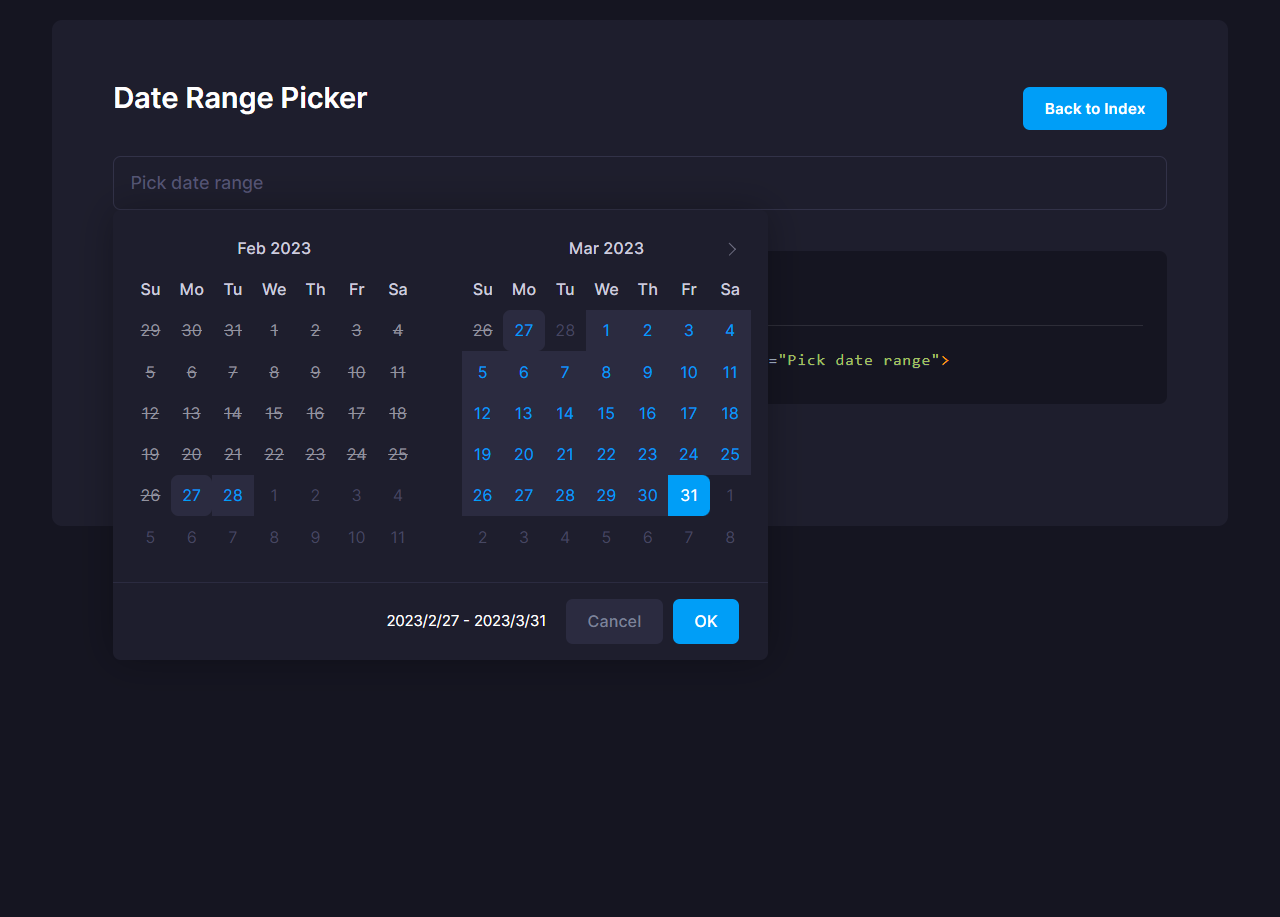 Date Range Picker
Back to Index
Pick date range
Feb 2023
Su Mo Tu We Th Fr Sa
29 30 31 1 2 3 4
5 6 7 8 9 10 11
12 13 14 15 16 17 18
19 20 21 22 23 24 25
26 27 28 1 2 3 4
5 6 7 8 9 10 11
Mar 2023
Su Mo Tu We Th Fr Sa
26 27 28 1 2 3 4
5 6 7 8 9 10 11
12 13 14 15 16 17 18
19 20 21 22 23 24 25
26 27 28 29 30 31 1
2 3 4 5 6 7 8
="Pick date range">
2023/2/27 - 2023/3/31
Cancel
OK